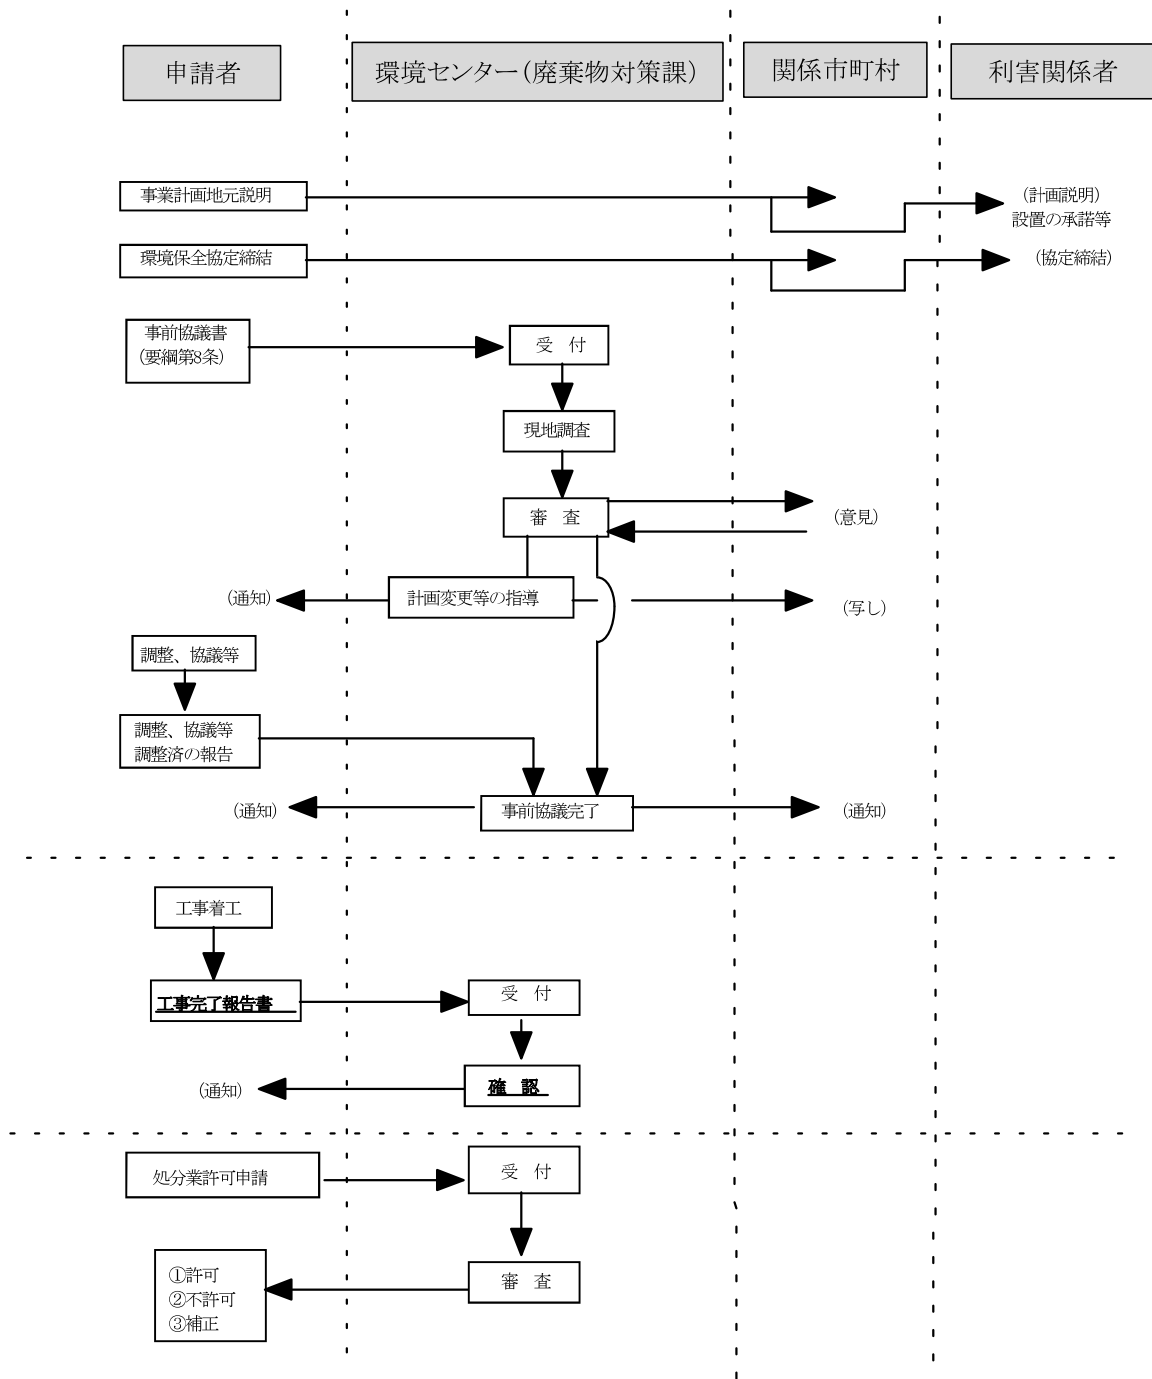 申請者
環境センター（廃棄物対策課）
関係市町村
利害関係者
事業計画地元説明
（計画説明）
設置の承諾等
環境保全協定締結
（協定締結）
事前協議書
（要綱第8条）
受　付
現地調査
審　査
（意見）
（通知）
計画変更等の指導
（写し）
調整、協議等
調整、協議等
調整済の報告
（通知）
事前協議完了
（通知）
工事着工
工事完了報告書
受　付
（通知）
確　認
処分業許可申請
受　付
①許可
②不許可
③補正
審　査